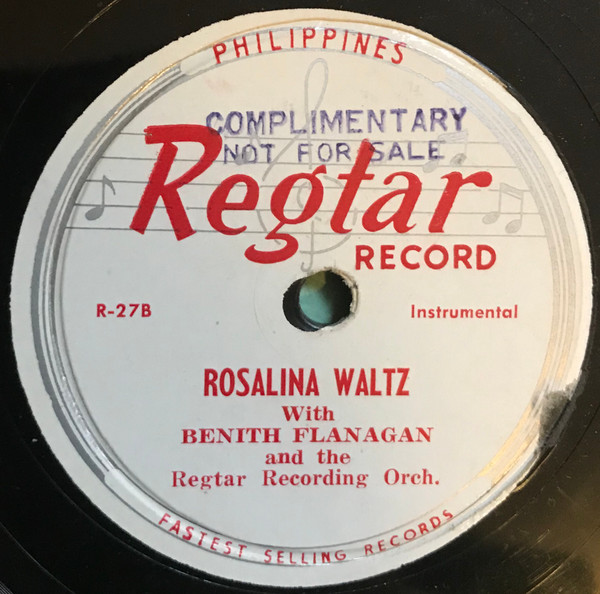 PHILIPPINES
COMPLIMENTARY
NOT FOR SALE
Regtar
RECORD
R-27B
Instrumental
ROSALINA WALTZ
With
BENITH FLANAGAN
and the
Regtar Recording Orch.
FASTEST SELLING RECORDS